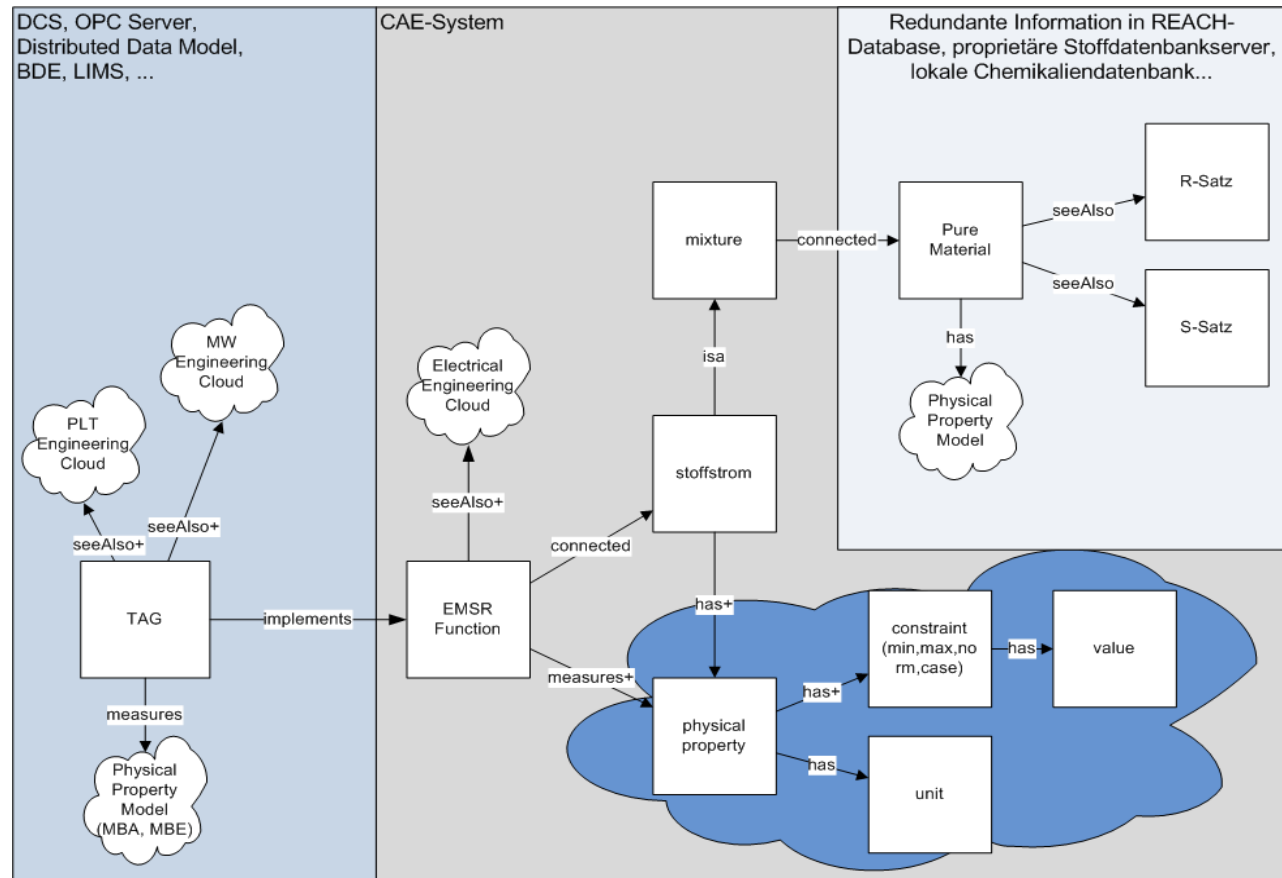 DCS, OPC Server,
Distributed Data Model,
BDE, LIMS, ...
CAE-System
Redundante Information in REACH-
Database, proprietäre Stoffdatenbankserver,
lokale Chemikaliendatenbank...
R-Satz
seeAlso
mixture
connected
Pure
Material
seeAlso
S-Satz
has
isa
MW
Engineering
Cloud
Electrical
Engineering
Cloud
Physical
Property
Model
PLT
Engineering
Cloud
stoffstrom
seeAlso+
seeAlso+
seeAlso+
connected
TAG
implements
EMSR
Function
has+
constraint
(min,max,no
rm,case)
has
value
measures+
has+
measures
physical
property
has
unit
Physical
Property
Model
(MBA, MBE)